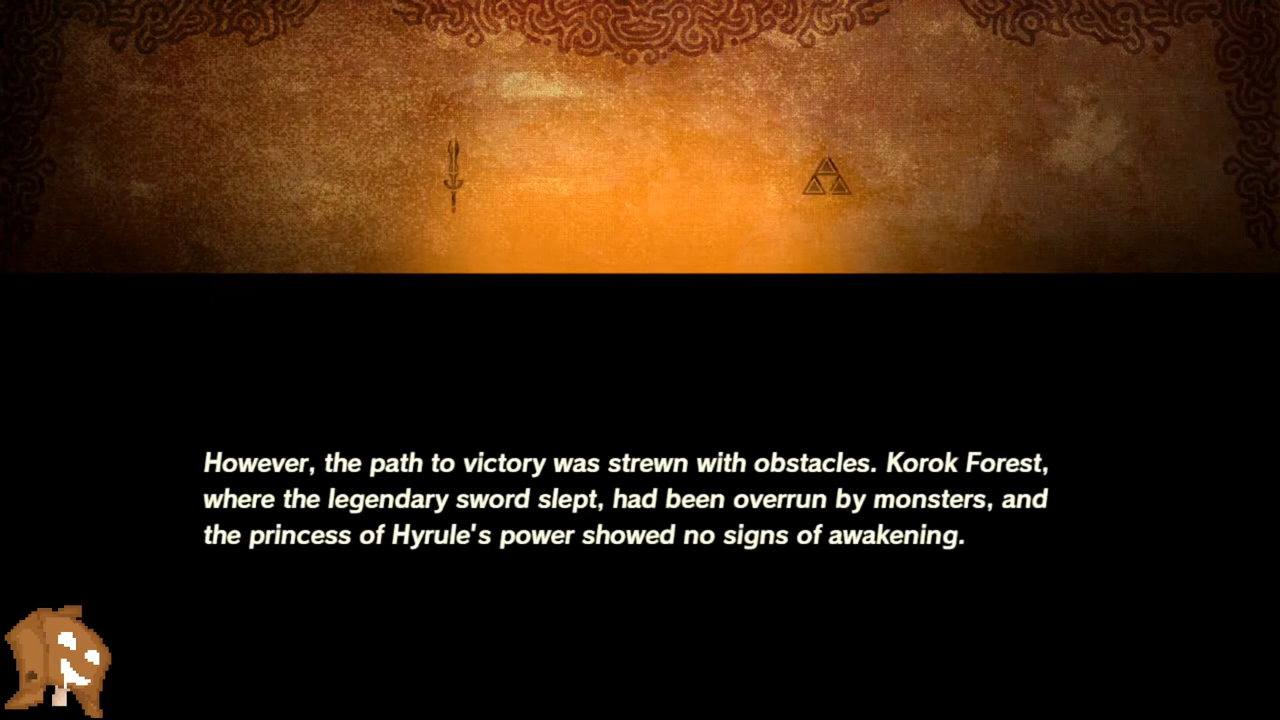 However, the path to victory was strewn with obstacles. Korok Forest,
where the legendary sword slept, had been overrun by monsters, and
the princess of Hyrule's power showed no signs of awakening.